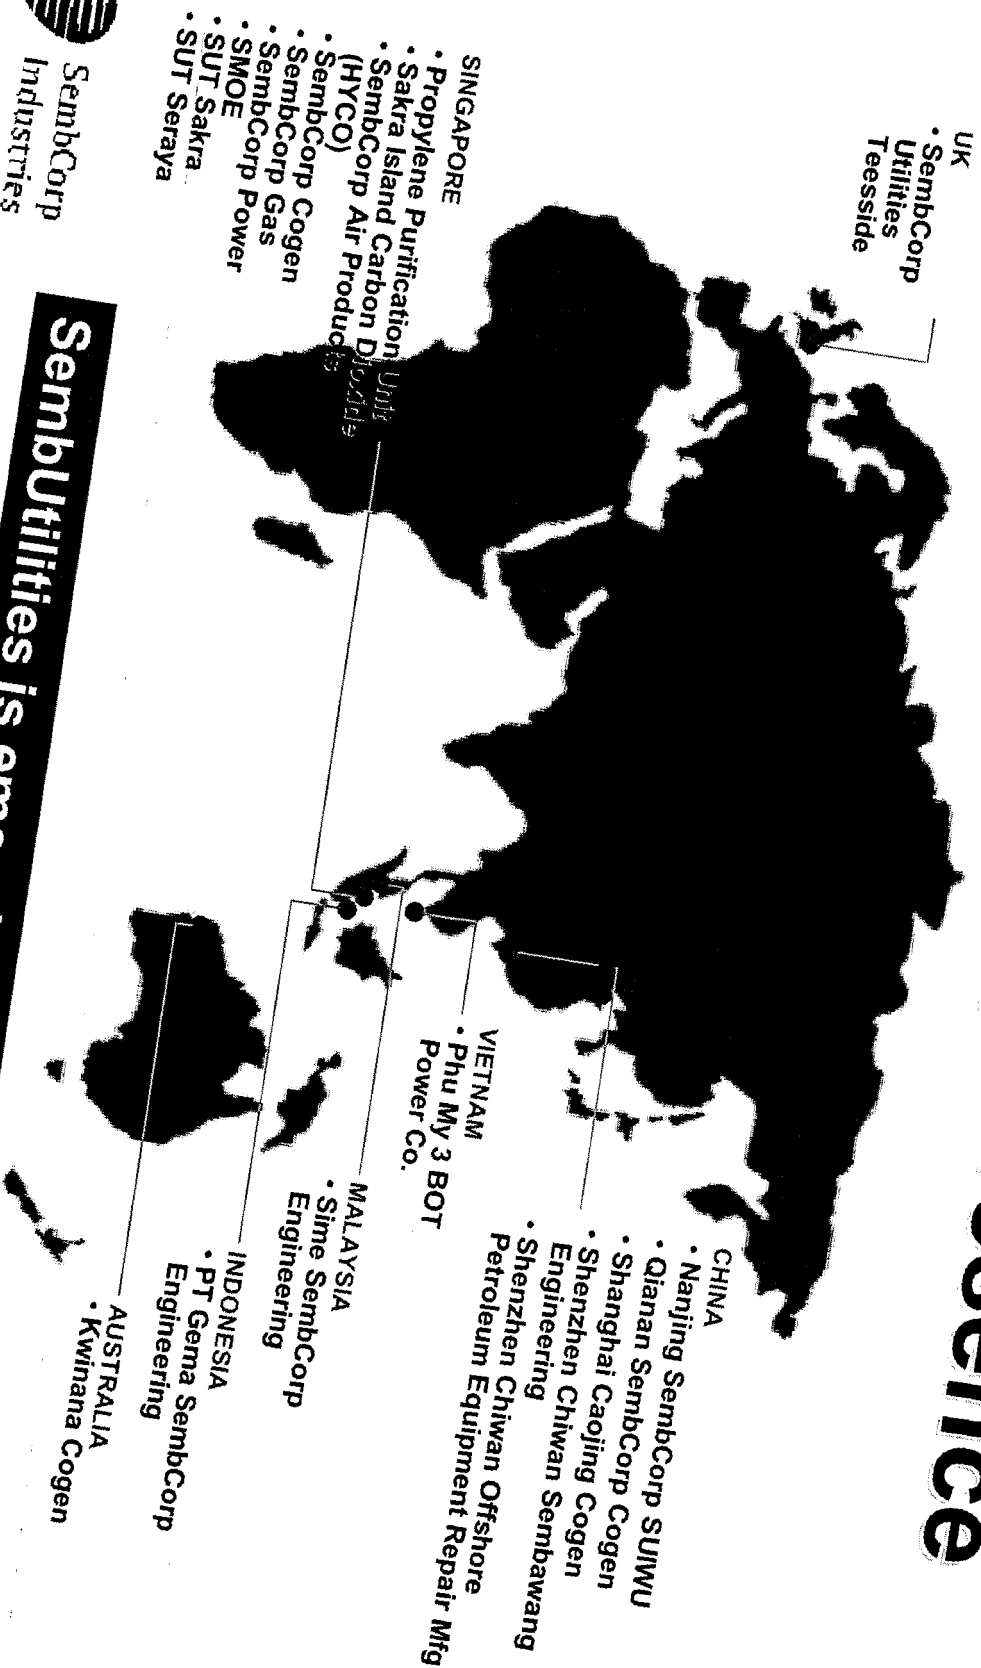 UK
• SembCorp
Utilities
Teesside
SINGAPORE
• Propylene Purification Unit
• Sakra Island Carbon Dioxide
• SembCorp Air Products
(HYCO)
• SembCorp Cogen
• SembCorp Gas
• SembCorp Power
• SMOE
• SUT Sakra
• SUT Seraya
CHINA
• Nanjing SembCorp SUIWU
• Qianan SembCorp Cogen
• Shanghai Caojing Cogen
• Shenzhen Chiwan Sembawang
Engineering
• Shenzhen Chiwan Offshore
Petroleum Equipment Repair Mfg
VIETNAM
• Phu My 3 BOT
Power Co.
MALAYSIA
• Sime SembCorp
Engineering
INDONESIA
• PT Gema SembCorp
Engineering
AUSTRALIA
• Kwinana Cogen
SembCorp
Industries
SembUtilities is